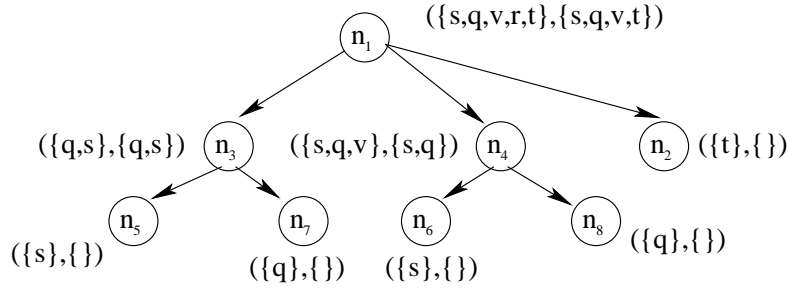 ({s,q,v,r,t},{s,q,v,t})
n1
({q,s},{q,s})
n3
({s,q,v},{s,q})
n4
n2
({t},{})
n5
n7
n6
n8
({s},{})
({q},{})
({s},{})
({q},{})